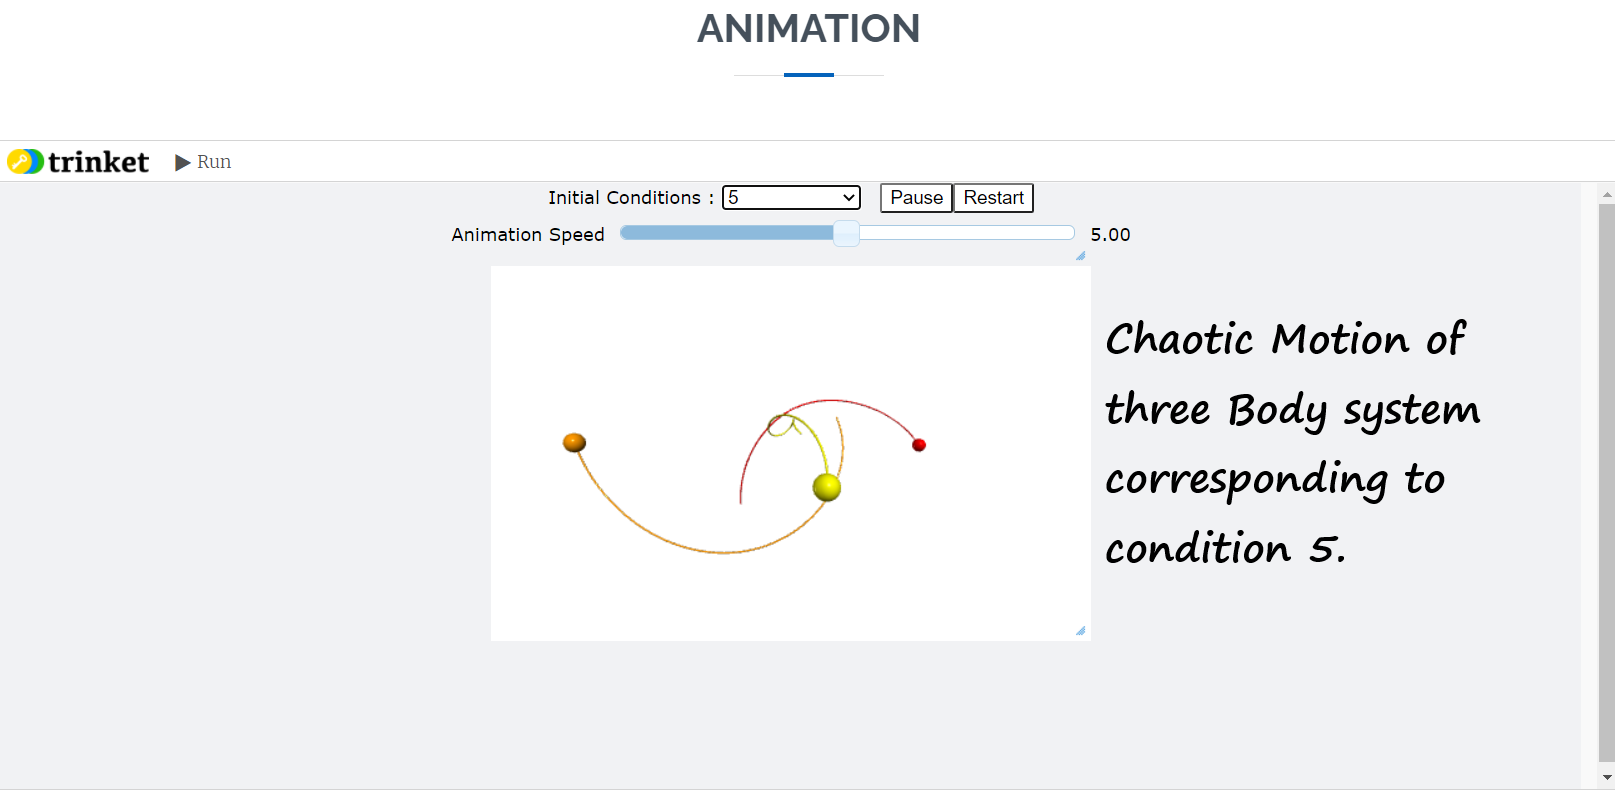 ANIMATION
trinket Run
Initial Conditions : 5 Pause Restart
Animation Speed 5.00
Chaotic Motion of
three Body system
corresponding to
condition 5.